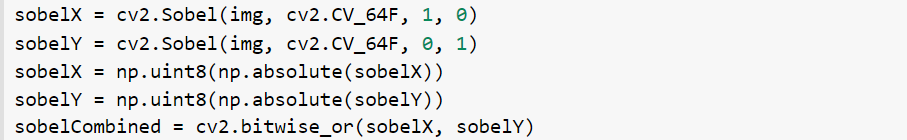 sobelX = cv2.Sobel(img, cv2.CV_64F, 1, 0)
sobelY = cv2.Sobel(img, cv2.CV_64F, 0, 1)
sobelX = np.uint8(np.absolute(sobelX))
sobelY = np.uint8(np.absolute(sobelY))
sobelCombined = cv2.bitwise_or(sobelX, sobelY)